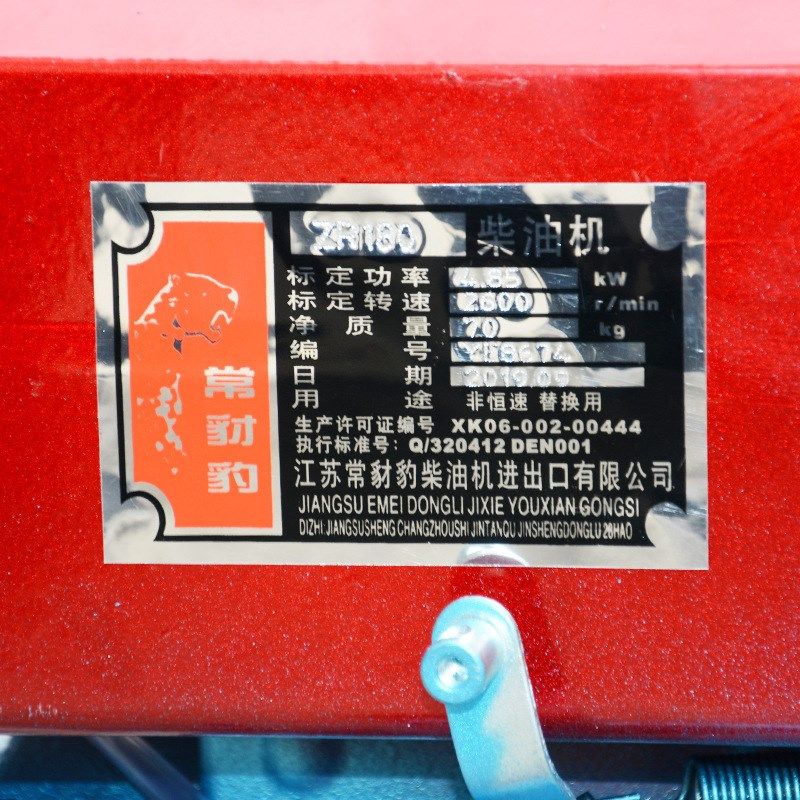 常豺豹
ZR1180 柴油机
标定功率 4.85 kW
标定转速 2600 r/min
净质量 70 kg
编号
日期 2019.09
用途 非恒速 替换用
生产许可证编号 XK06-002-00444
执行标准号：Q/320412 DEN001
江苏常豺豹柴油机进出口有限公司
JIANGSU EMEI DONGLI JIXIE YOUXIAN GONGSI
DIZHI:JIANGSUSHENG CHANGZHOUSHI JINTANQU JINSHENGDONGLU 28HAO